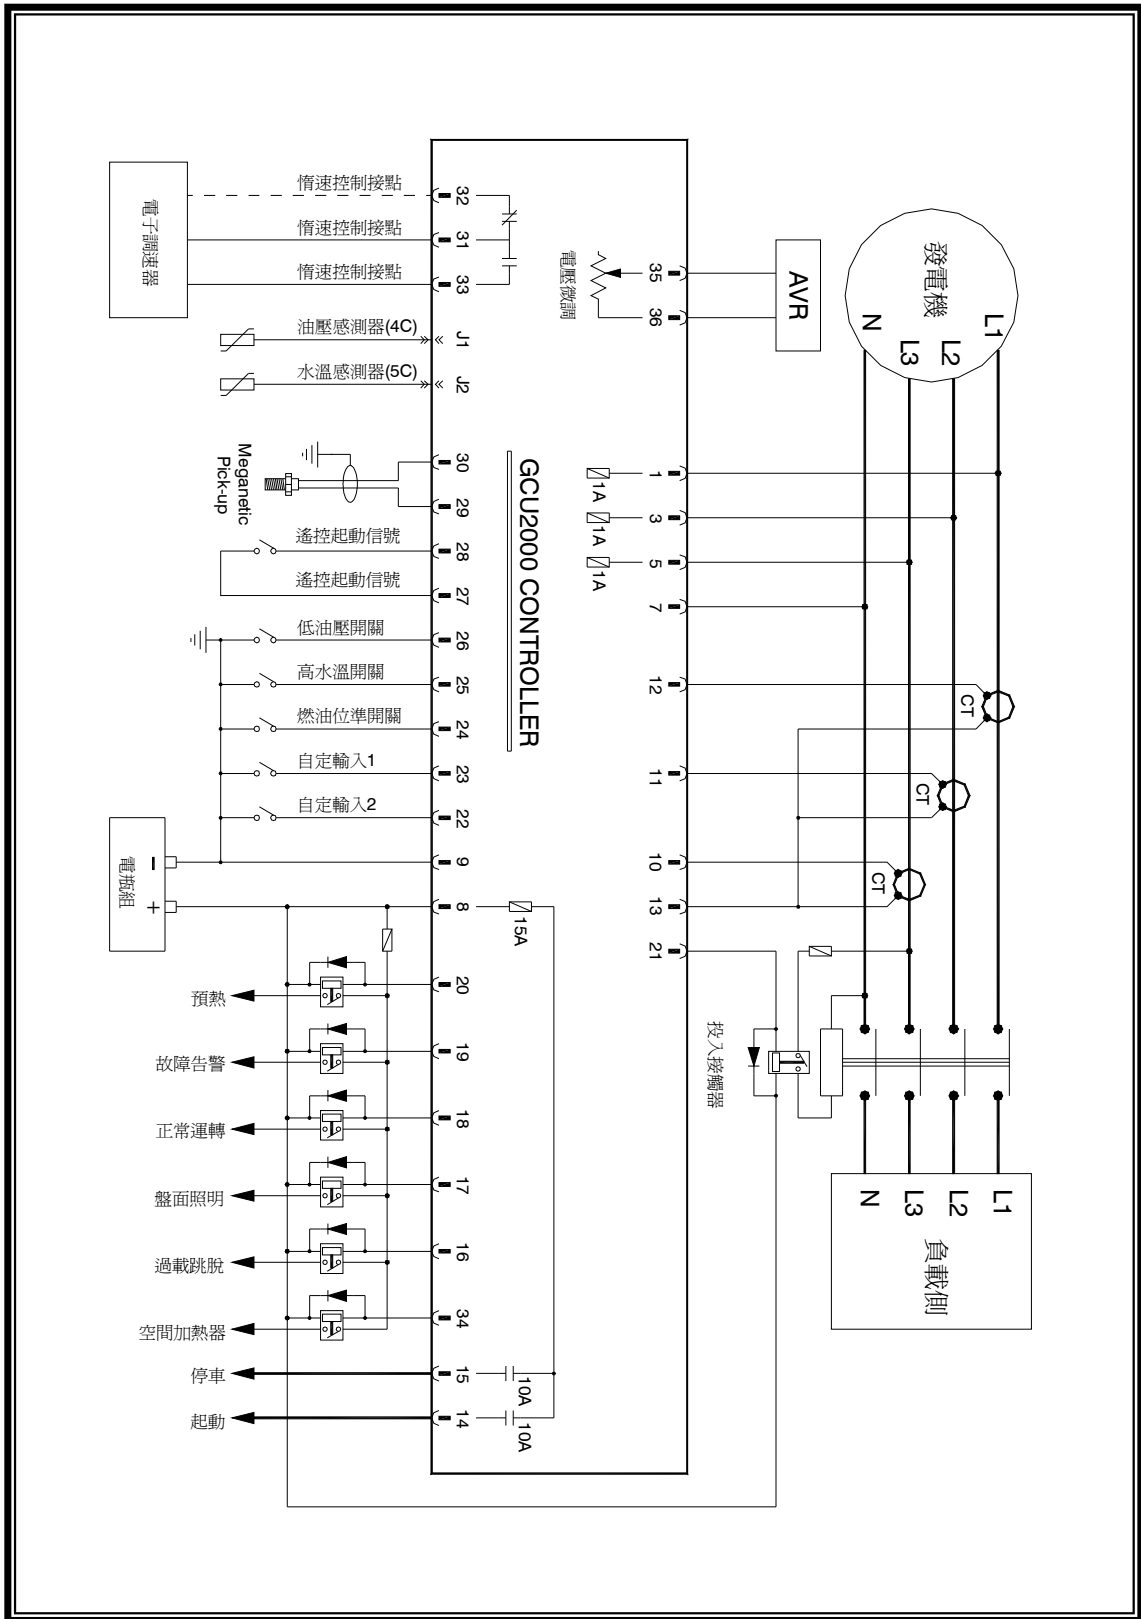 發電機
L1
L2
L3
N
AVR
35
36
電壓微調
1
1A
3
1A
5
1A
7
12
11
10
13
21
CT
CT
CT
投入接觸器
負載側
L1
L2
L3
N
GCU2000 CONTROLLER
電子調速器
惰速控制接點
32
惰速控制接點
31
惰速控制接點
33
油壓感測器(4C)
J1
水溫感測器(5C)
J2
Meganetic
Pick-up
30
29
遙控起動信號
28
遙控起動信號
27
低油壓開關
26
高水溫開關
25
燃油位準開關
24
自定輸入1
23
自定輸入2
22
電瓶組
-
+
9
8
15A
預熱
20
故障告警
19
正常運轉
18
盤面照明
17
過載跳脫
16
空間加熱器
34
停車
15
10A
起動
14
10A